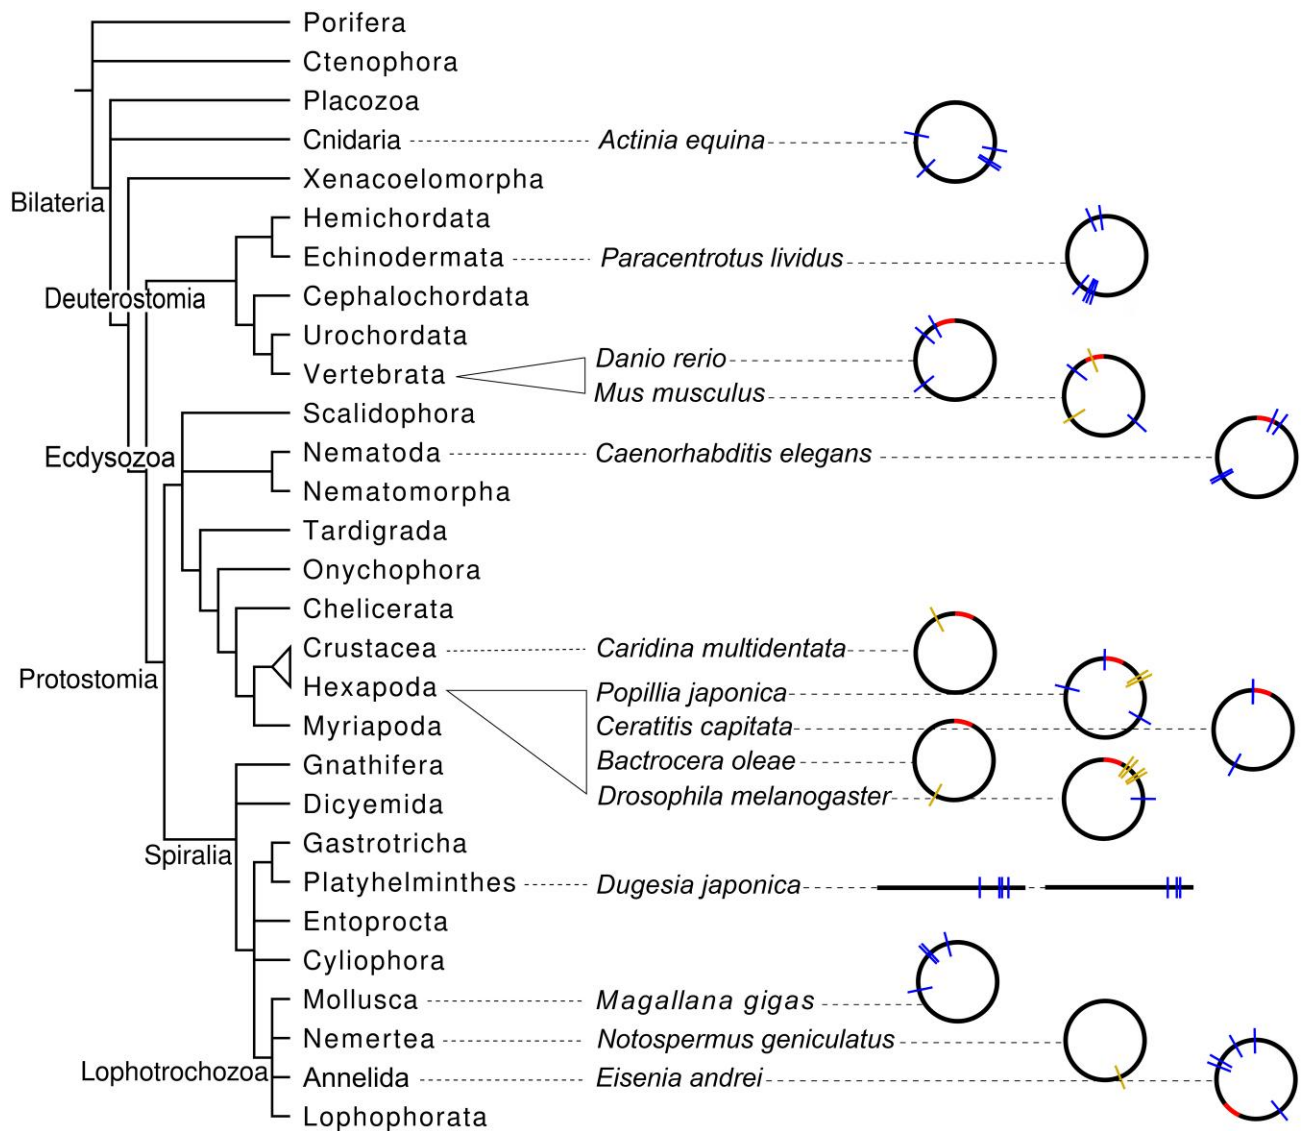 Porifera
Ctenophora
Placozoa
Cnidaria
Actinia equina
Xenacoelomorpha
Bilateria
Hemichordata
Echinodermata
Paracentrotus lividus
Cephalochordata
Deuterostomia
Urochordata
Danio rerio
Vertebrata
Mus musculus
Scalidophora
Ecdysozoa
Nematoda
Caenorhabditis elegans
Nematomorpha
Tardigrada
Onychophora
Chelicerata
Crustacea
Caridina multidentata
Protostomia
Hexapoda
Popillia japonica
Myriapoda
Ceratitis capitata
Gnathifera
Bactrocera oleae
Dicyemida
Drosophila melanogaster
Gastrotricha
Spiralia
Platyhelminthes
Dugesia japonica
Entoprocta
Cyliophora
Mollusca
Magallana gigas
Nemertea
Notospermus geniculatus
Lophotrochozoa
Annelida
Eisenia andrei
Lophophorata